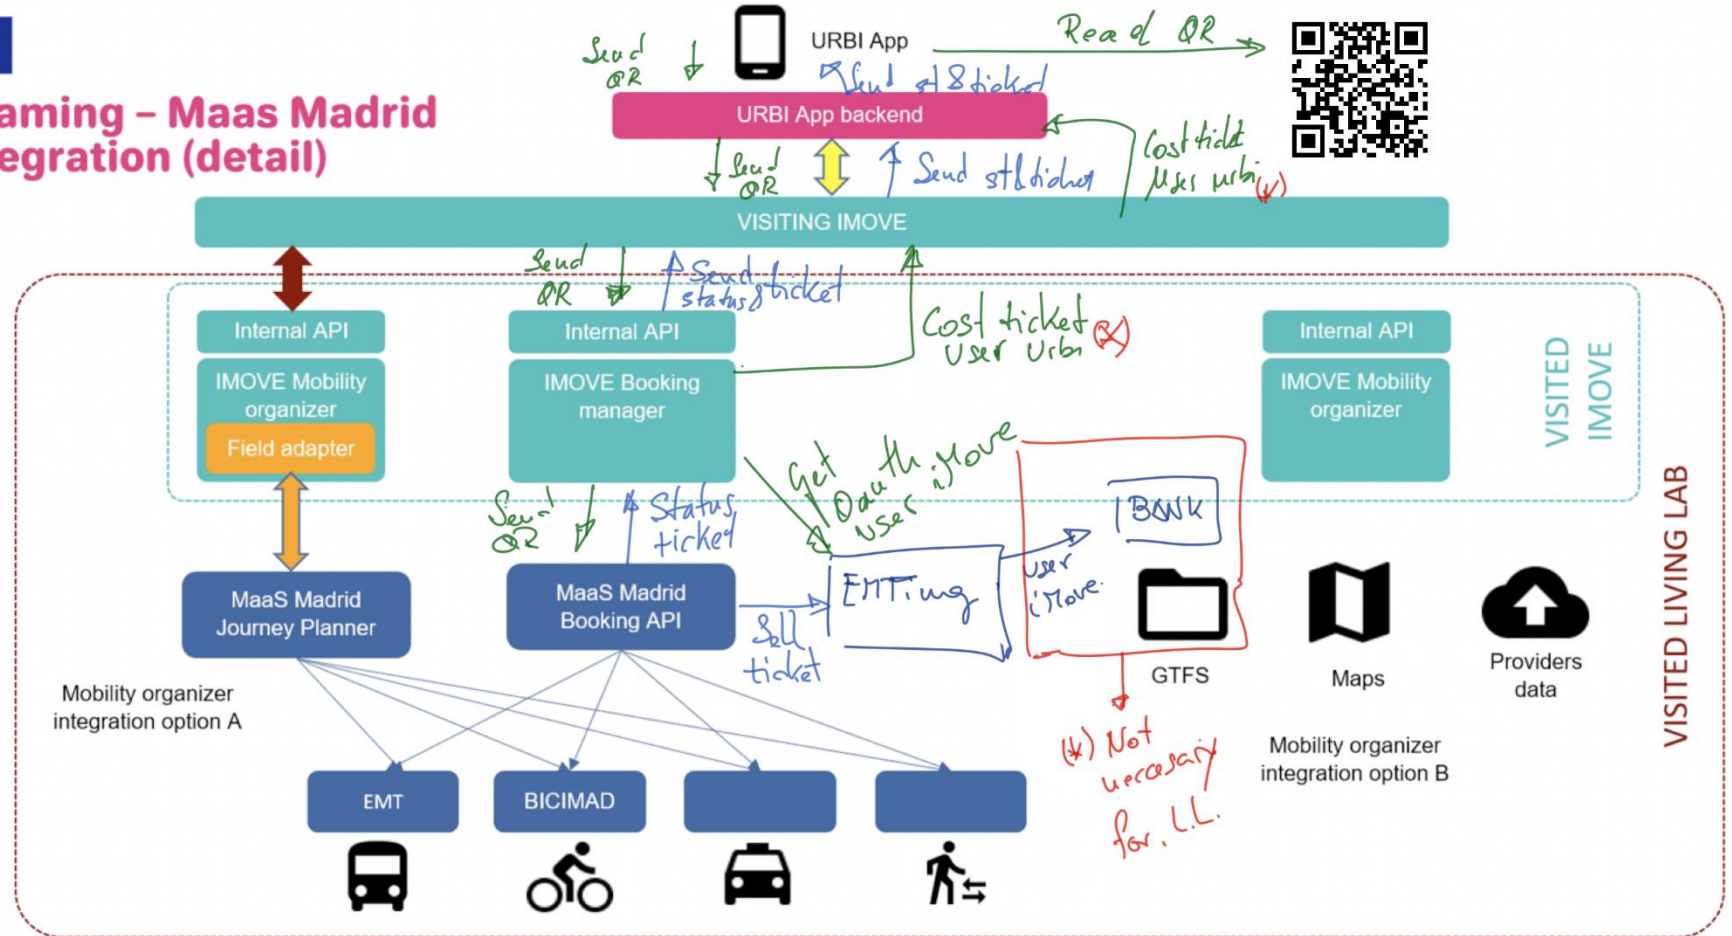 aming – Maas Madrid
egration (detail)
Send
QR
URBI App
Read QR
Send st & ticket
URBI App backend
Send
QR
Send st & ticket
Cost ticket
User urbi (*)
VISITING IMOVE
Send
QR
Send
status & ticket
Cost ticket
User Urbi (*)
Internal API
IMOVE Mobility
organizer
Field adapter
Internal API
IMOVE Booking
manager
Internal API
IMOVE Mobility
organizer
VISITED
IMOVE
VISITED LIVING LAB
Get
Oauth iMove
user
Send
QR
Status
ticket
BANK
EMTing
user
iMove.
MaaS Madrid
Journey Planner
MaaS Madrid
Booking API
Sell
ticket
GTFS
Maps
Providers
data
Mobility organizer
integration option A
(*) Not
neccesary
for. L.L.
Mobility organizer
integration option B
EMT
BICIMAD